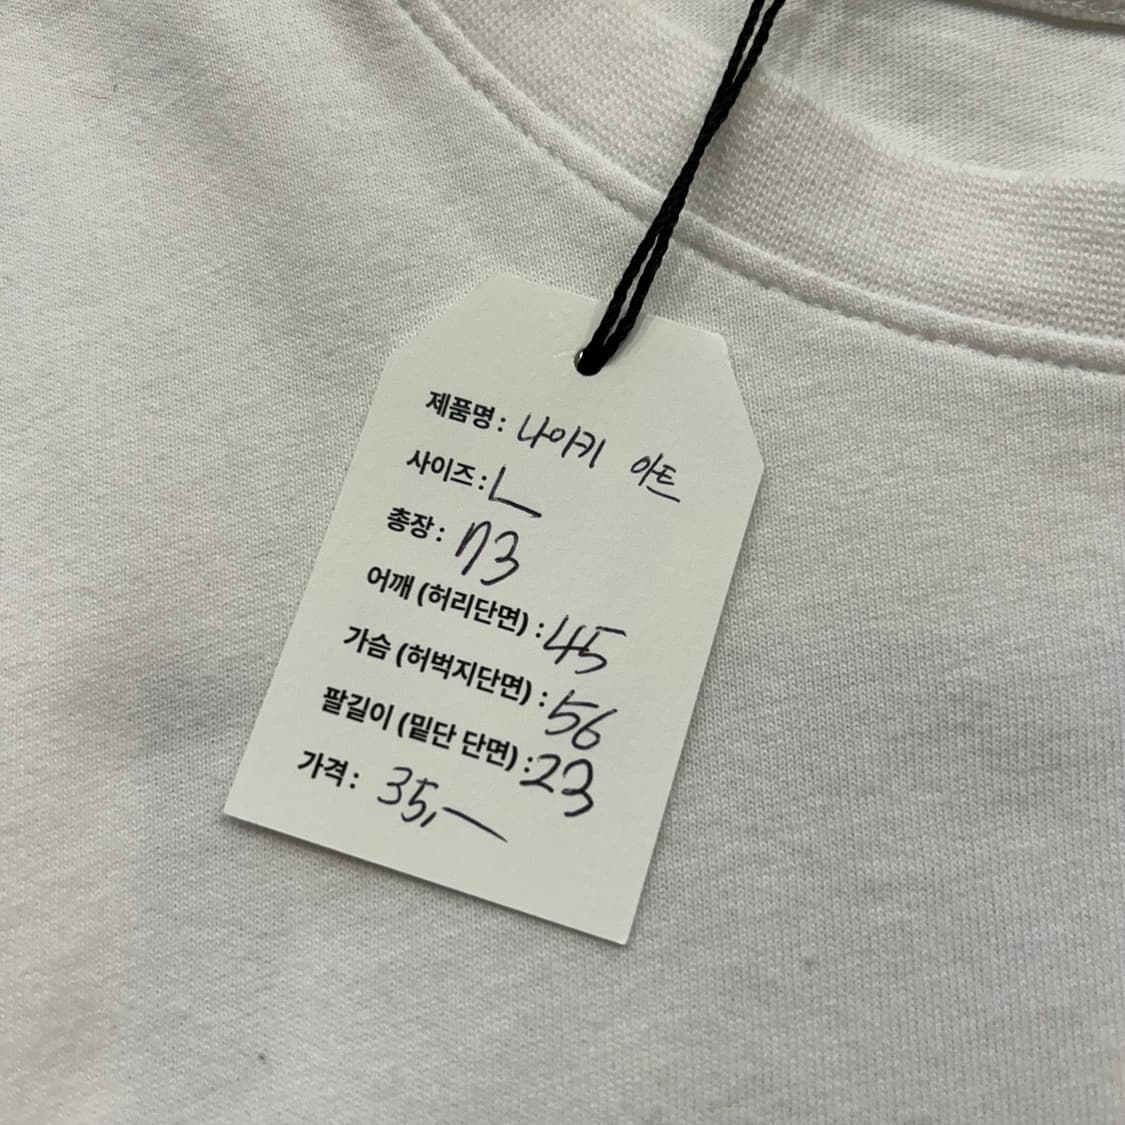 제품명 : 나이키 아트
사이즈 : L
총장 : 73
어깨 (허리단면) : 45
가슴 (허벅지단면) : 56
팔길이 (밑단 단면) : 23
가격 : 35,—